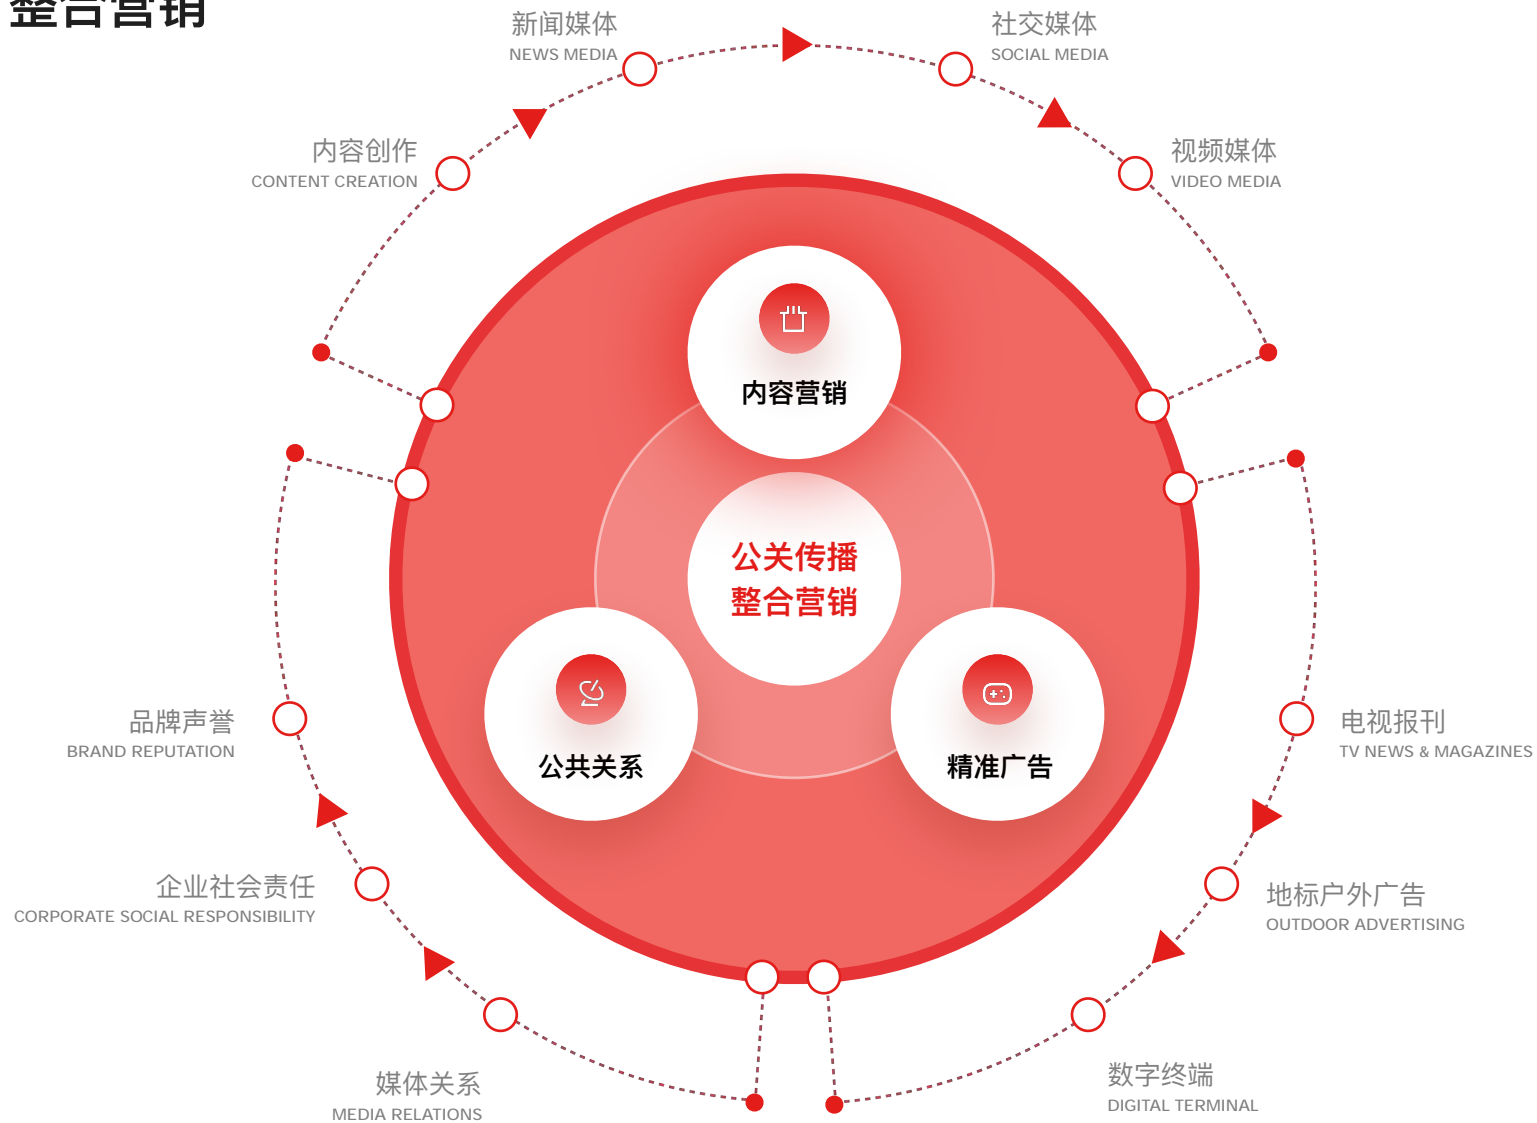 整合营销
新闻媒体
NEWS MEDIA
社交媒体
SOCIAL MEDIA
内容创作
CONTENT CREATION
视频媒体
VIDEO MEDIA
内容营销
公关传播
整合营销
公共关系
精准广告
品牌声誉
BRAND REPUTATION
电视报刊
TV NEWS & MAGAZINES
企业社会责任
CORPORATE SOCIAL RESPONSIBILITY
地标户外广告
OUTDOOR ADVERTISING
媒体关系
MEDIA RELATIONS
数字终端
DIGITAL TERMINAL